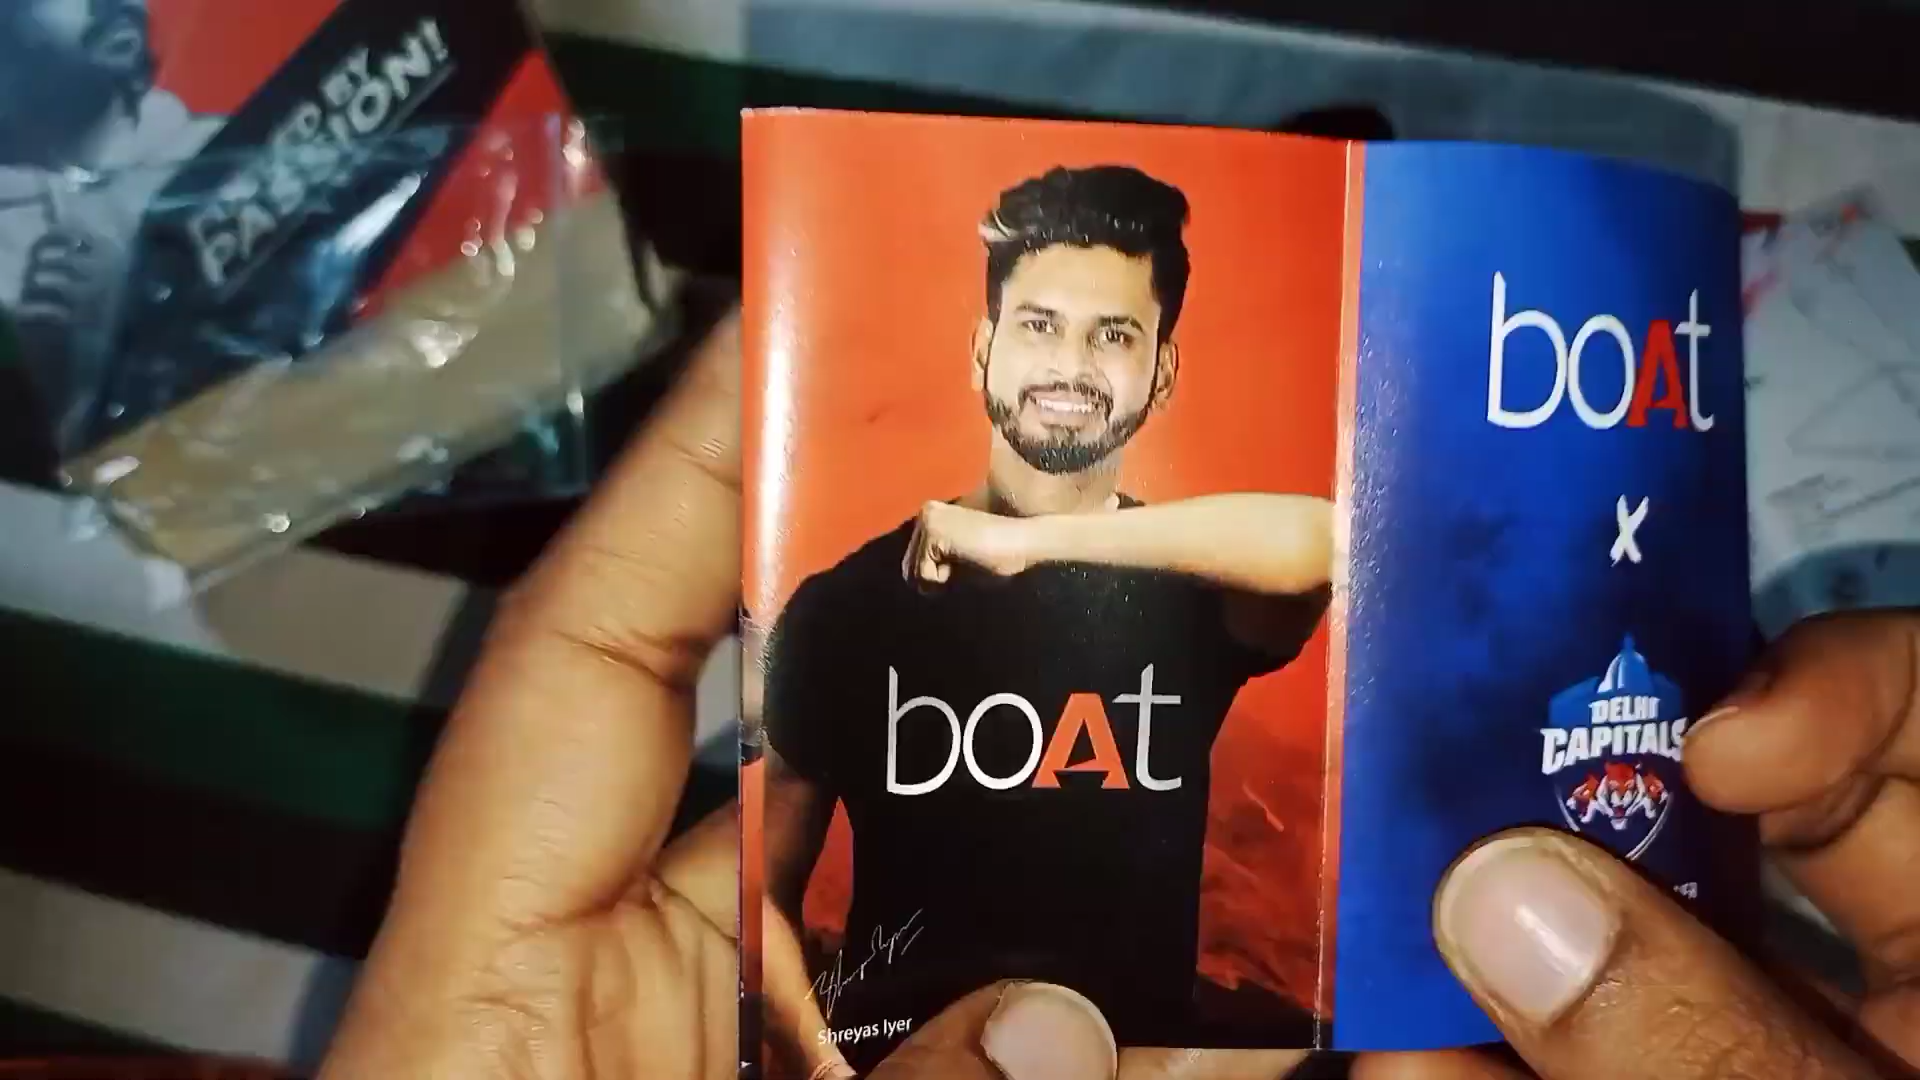 PASSION!
boAt
Shreyas Iyer
boAt
X
DELHI
CAPITALS